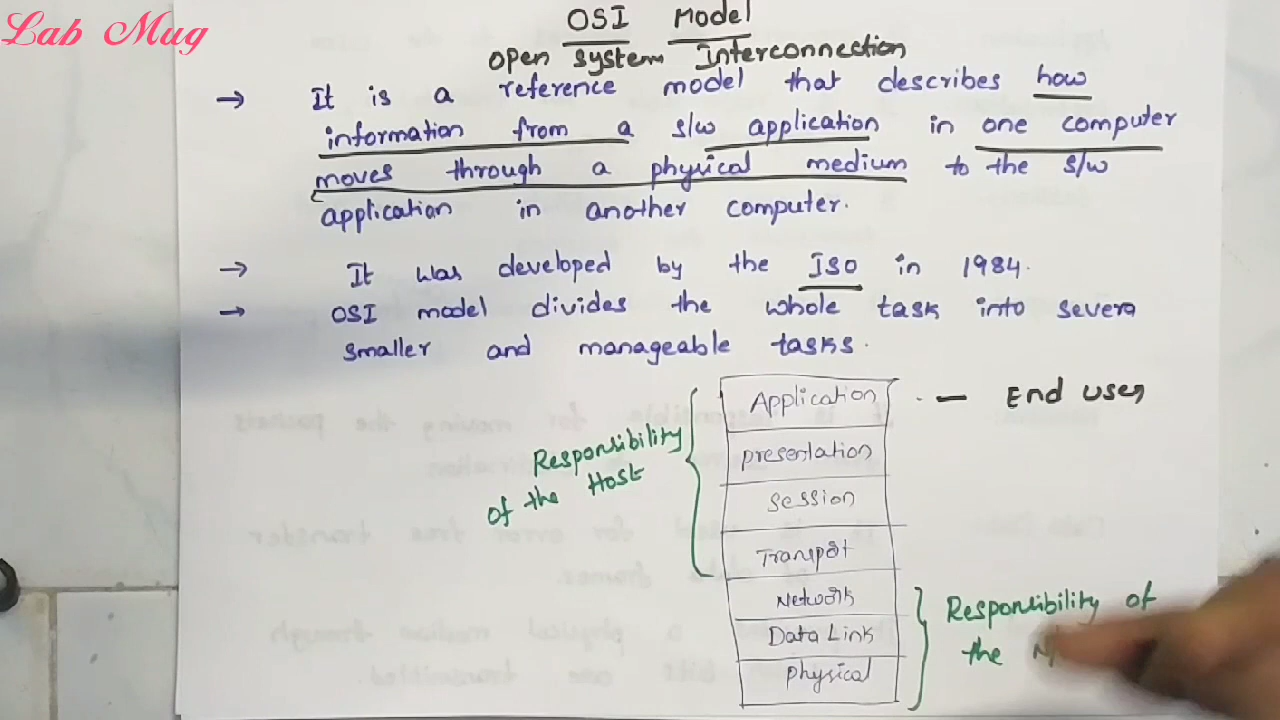 Lab Mug
OSI Model
open system Interconnection
→ It is a reference model that describes how
information from a s/w application in one computer
moves through a physical medium to the s/w
application in another computer.
→ It was developed by the ISO in 1984.
→ OSI model divides the whole task into severa
smaller and manageable tasks.
Application — End user
presentation
session
Transport
Network
Data Link
physical
Responsibility
of the Host
Responsibility of
the